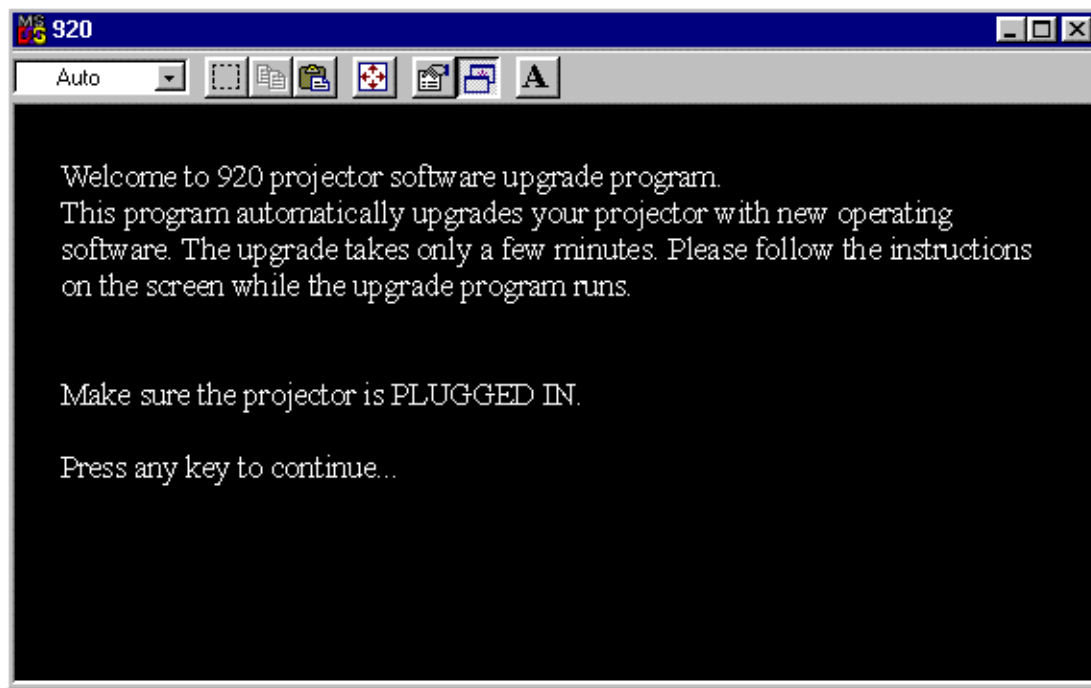 920
Auto
A
Welcome to 920 projector software upgrade program.
This program automatically upgrades your projector with new operating
software. The upgrade takes only a few minutes. Please follow the instructions
on the screen while the upgrade program runs.
Make sure the projector is PLUGGED IN.
Press any key to continue...